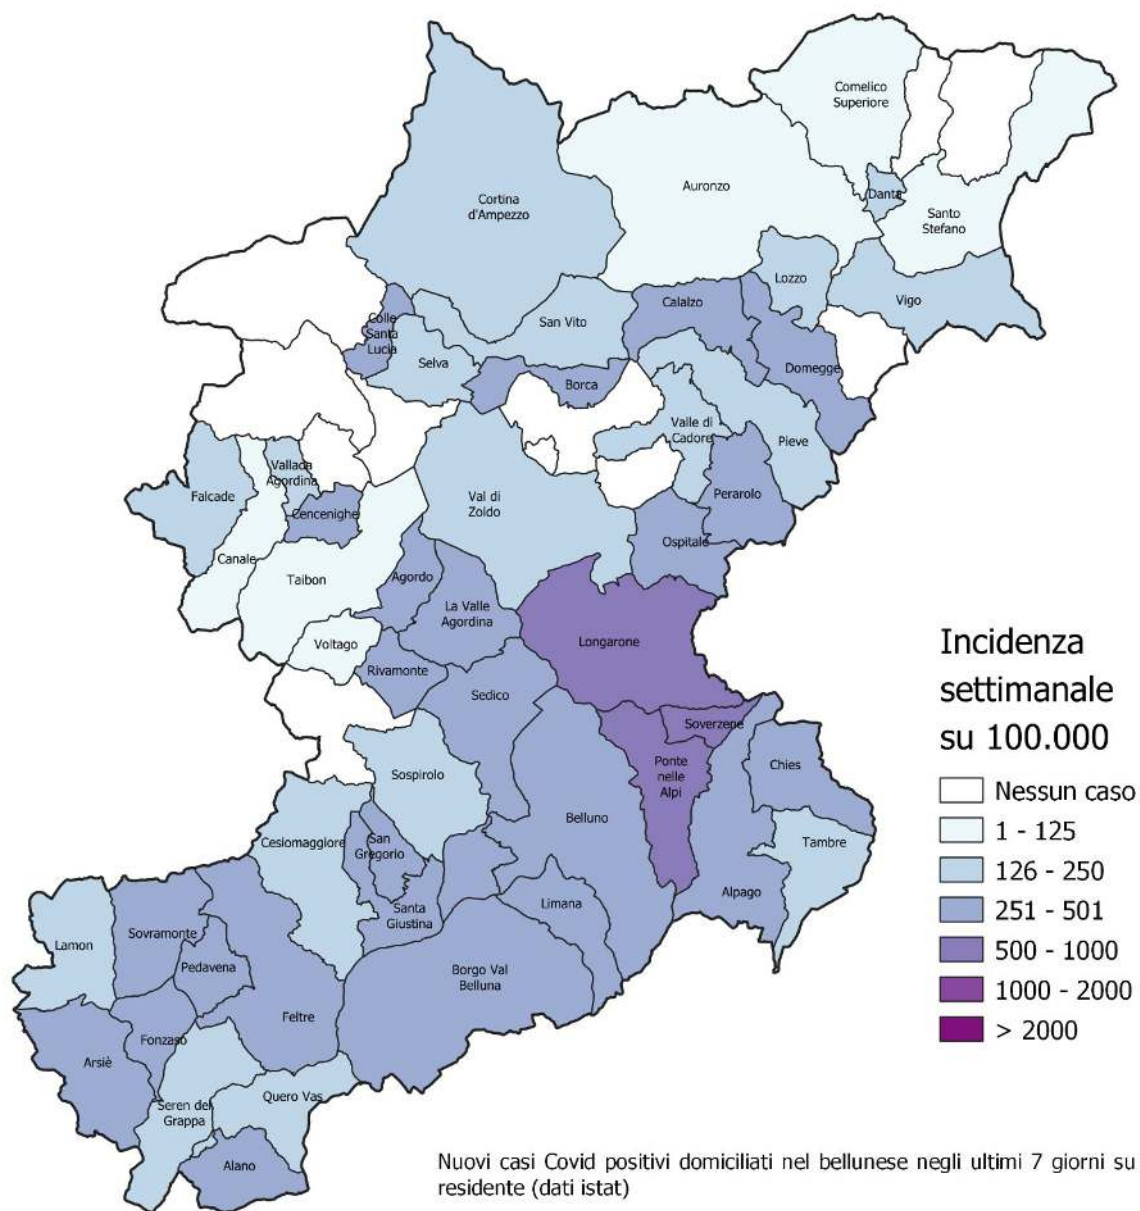 Comelico
Superiore
Auronzo
Cortina
d'Ampezzo
Danta
Santo
Stefano
Lozzo
Vigo
Calalzo
San Vito
Colle
Santa
Lucia
Selva
Borca
Domegge
Valle di
Cadore
Pieve
Vallada
Agordina
Falcade
Val di
Zoldo
Perarolo
Cencenighe
Ospitale
Canale
Taibon
Agordo
La Valle
Agordina
Longarone
Voltago
Rivamonte
Sedico
Soverzene
Ponte
nelle
Alpi
Chies
Sospirolo
Belluno
Cesiomaggiore
San
Gregorio
Tambre
Alpago
Limana
Santa
Giustina
Lamon
Sovramonte
Pedavena
Borgo Val
Belluna
Feltre
Fonzaso
Arsiè
Quero Vas
Seren del
Grappa
Alano
Incidenza
settimanale
su 100.000
Nessun caso
1 - 125
126 - 250
251 - 501
500 - 1000
1000 - 2000
> 2000
Nuovi casi Covid positivi domiciliati nel bellunese negli ultimi 7 giorni su
residente (dati istat)